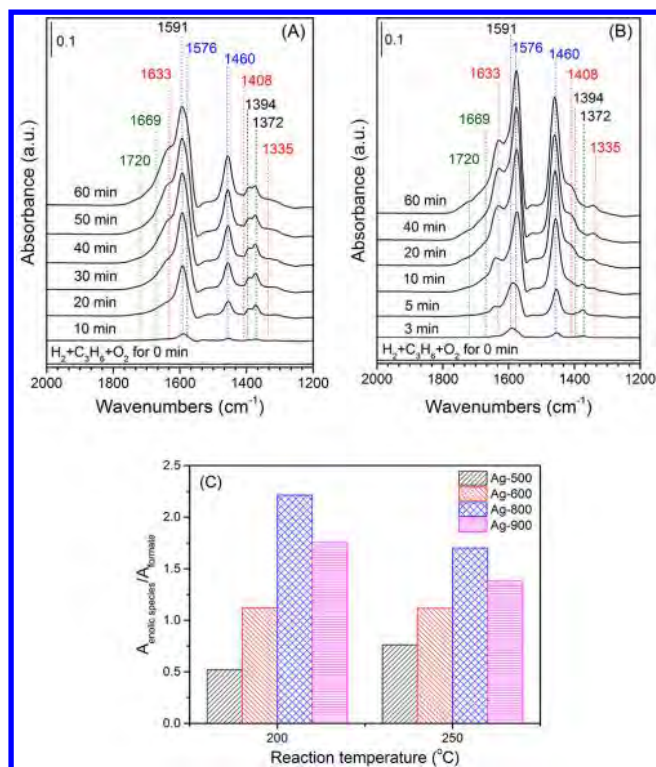 0.1
1591
(A)
1576
1460
1633
1408
1394
1669
1372
1720
1335
60 min
50 min
40 min
30 min
20 min
10 min
H₂+C₃H₆+O₂ for 0 min
Absorbance (a.u.)
2000 1800 1600 1400 1200
Wavenumbers (cm⁻¹)
0.1
1591
(B)
1576
1460
1633
1408
1394
1669
1372
1720
1335
60 min
40 min
20 min
10 min
5 min
3 min
H₂+C₃H₆+O₂ for 0 min
Absorbance (a.u.)
2000 1800 1600 1400 1200
Wavenumbers (cm⁻¹)
(C)
Ag-500
Ag-600
Ag-800
Ag-900
2.5
2.0
1.5
1.0
0.5
0.0
A enolic species/A formate
200 250
Reaction temperature (°C)